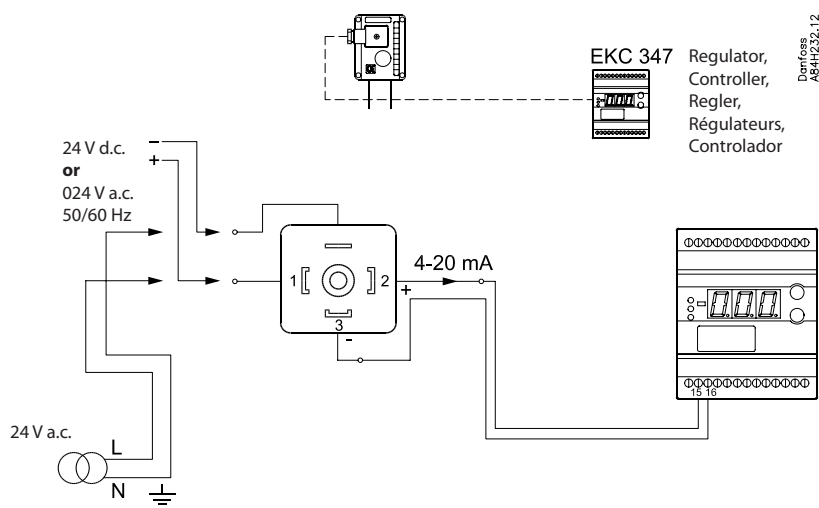 EKC 347
Regulator,
Controller,
Regler,
Régulateurs,
Controlador
Danfoss
A84H232.12
24 V d.c.
or
024 V a.c.
50/60 Hz
–
+
1
2
3
+
-
4-20 mA
15 16
24 V a.c.
L
N